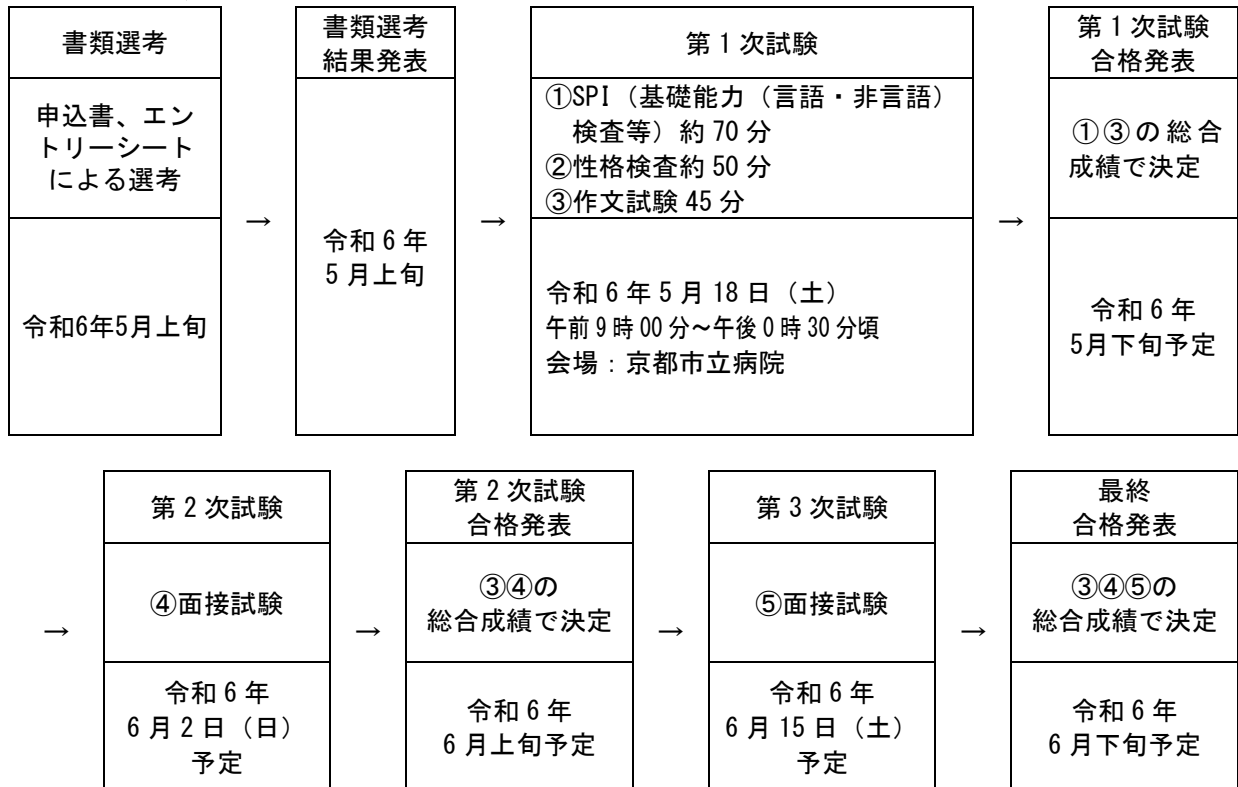 書類選考
申込書、エン
トリーシート
による選考
令和6年5月上旬
→
書類選考
結果発表
令和6年
5月上旬
→
第1次試験
①SPI（基礎能力（言語・非言語）
検査等）約70分
②性格検査約50分
③作文試験45分
令和6年5月18日（土）
午前9時00分～午後0時30分頃
会場：京都市立病院
→
第1次試験
合格発表
①③の総合
成績で決定
令和6年
5月下旬予定
→
第2次試験
④面接試験
令和6年
6月2日（日）
予定
→
第2次試験
合格発表
③④の
総合成績で決定
令和6年
6月上旬予定
→
第3次試験
⑤面接試験
令和6年
6月15日（土）
予定
→
最終
合格発表
③④⑤の
総合成績で決定
令和6年
6月下旬予定